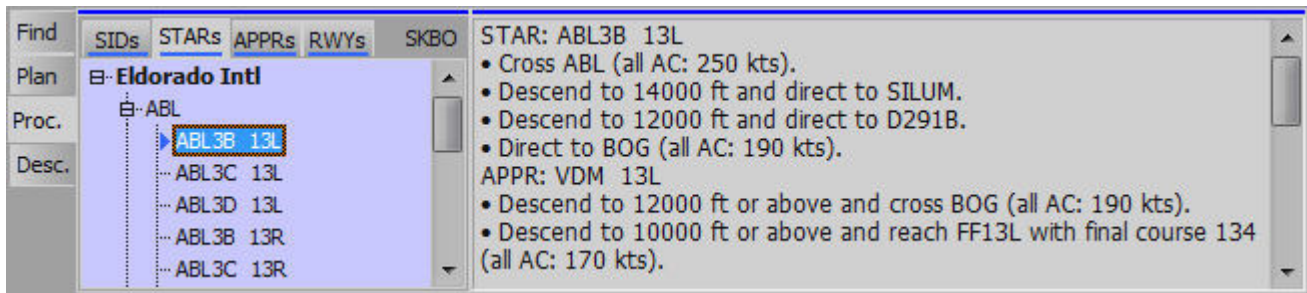 Find
Plan
Proc.
Desc.
SIDs STARs APPRs RWYs SKBO
Eldorado Intl
ABL
ABL3B 13L
ABL3C 13L
ABL3D 13L
ABL3B 13R
ABL3C 13R
STAR: ABL3B 13L
• Cross ABL (all AC: 250 kts).
• Descend to 14000 ft and direct to SILUM.
• Descend to 12000 ft and direct to D291B.
• Direct to BOG (all AC: 190 kts).
APPR: VDM 13L
• Descend to 12000 ft or above and cross BOG (all AC: 190 kts).
• Descend to 10000 ft or above and reach FF13L with final course 134
(all AC: 170 kts).